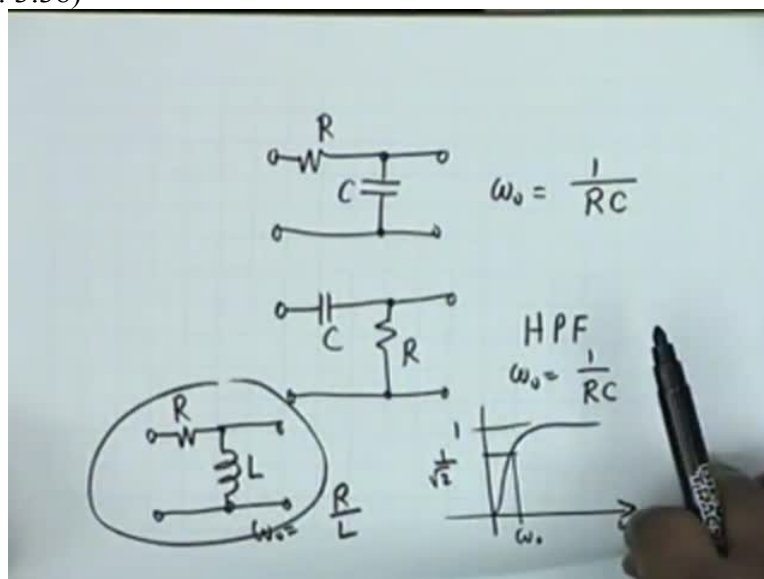 R
C
ω₀ = 1/RC
C
R
HPF
ω₀ = 1/RC
R
L
ω₀ = R/L
1
1/√2
ω₀